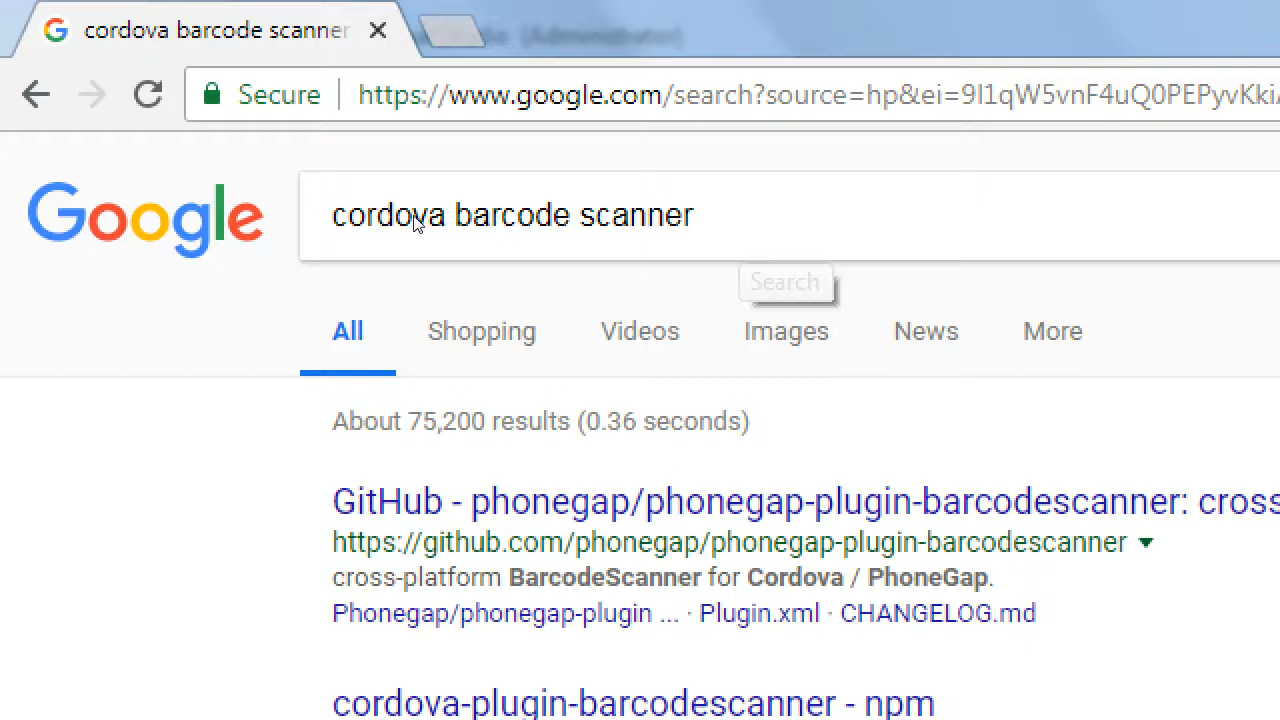 cordova barcode scanner
(Administrator)
Secure https://www.google.com/search?source=hp&ei=
Google
cordova barcode scanner
Search
All Shopping Videos Images News More
About 75,200 results (0.36 seconds)
GitHub - phonegap/phonegap-plugin-barcodescanner: cross
https://github.com/phonegap/phonegap-plugin-barcodescanner
cross-platform BarcodeScanner for Cordova / PhoneGap.
Phonegap/phonegap-plugin ... · Plugin.xml · CHANGELOG.md
cordova-plugin-barcodescanner - npm